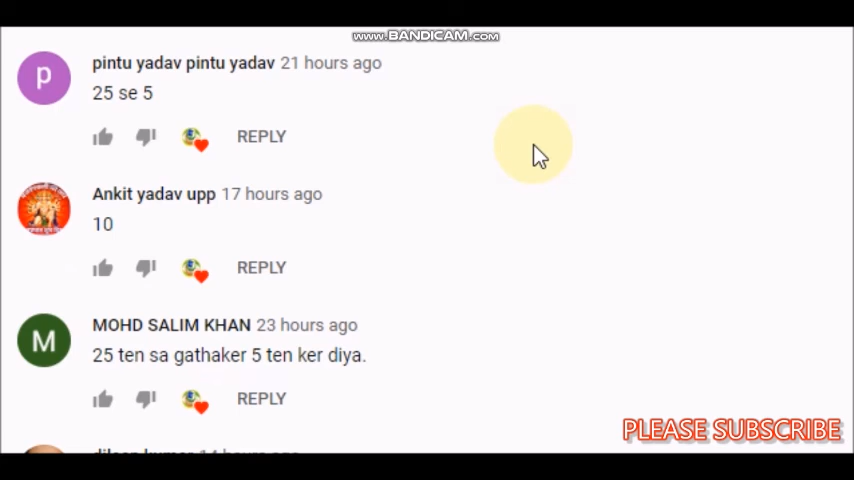 www.BANDICAM.com
pintu yadav pintu yadav 21 hours ago
25 se 5
REPLY
Ankit yadav upp 17 hours ago
10
REPLY
MOHD SALIM KHAN 23 hours ago
25 ten sa gathaker 5 ten ker diya.
REPLY
PLEASE SUBSCRIBE